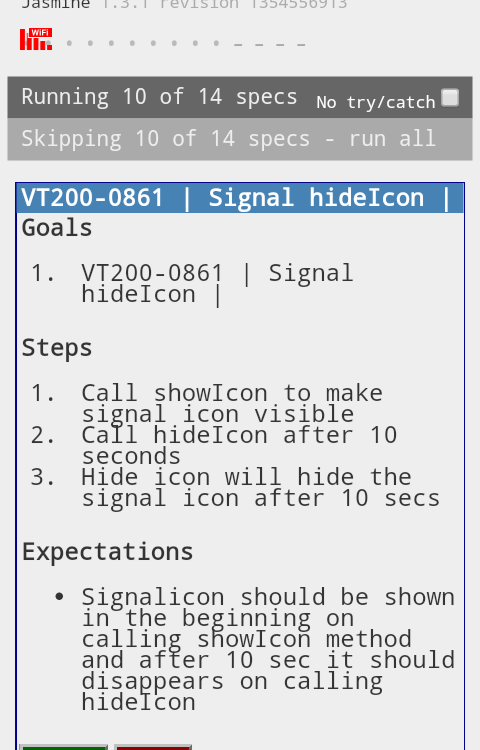 Jasmine 1.3.1 revision 1354556913
WiFi
Running 10 of 14 specs
No try/catch
Skipping 10 of 14 specs - run all
VT200-0861 | Signal hideIcon |
Goals
1. VT200-0861 | Signal
hideIcon |
Steps
1. Call showIcon to make
signal icon visible
2. Call hideIcon after 10
seconds
3. Hide icon will hide the
signal icon after 10 secs
Expectations
• Signalicon should be shown
in the beginning on
calling showIcon method
and after 10 sec it should
disappears on calling
hideIcon